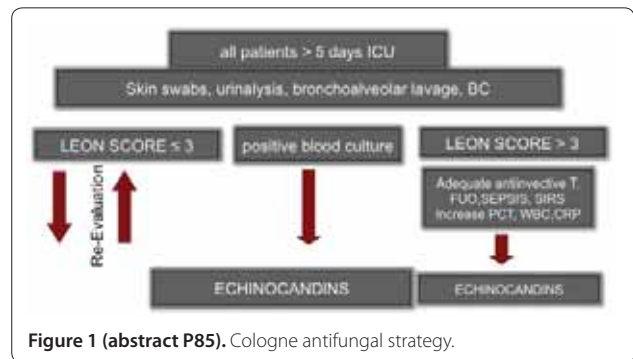 all patients > 5 days ICU
Skin swabs, urinalysis, bronchoalveolar lavage, BC
LEON SCORE ≤ 3
positive blood culture
LEON SCORE > 3
Re-Evaluation
Adequate antiinvective T.
FUO,SEPSIS, SIRS
Increase PCT, WBC,CRP
ECHINOCANDINS
ECHINOCANDINS
Figure 1 (abstract P85). Cologne antifungal strategy.